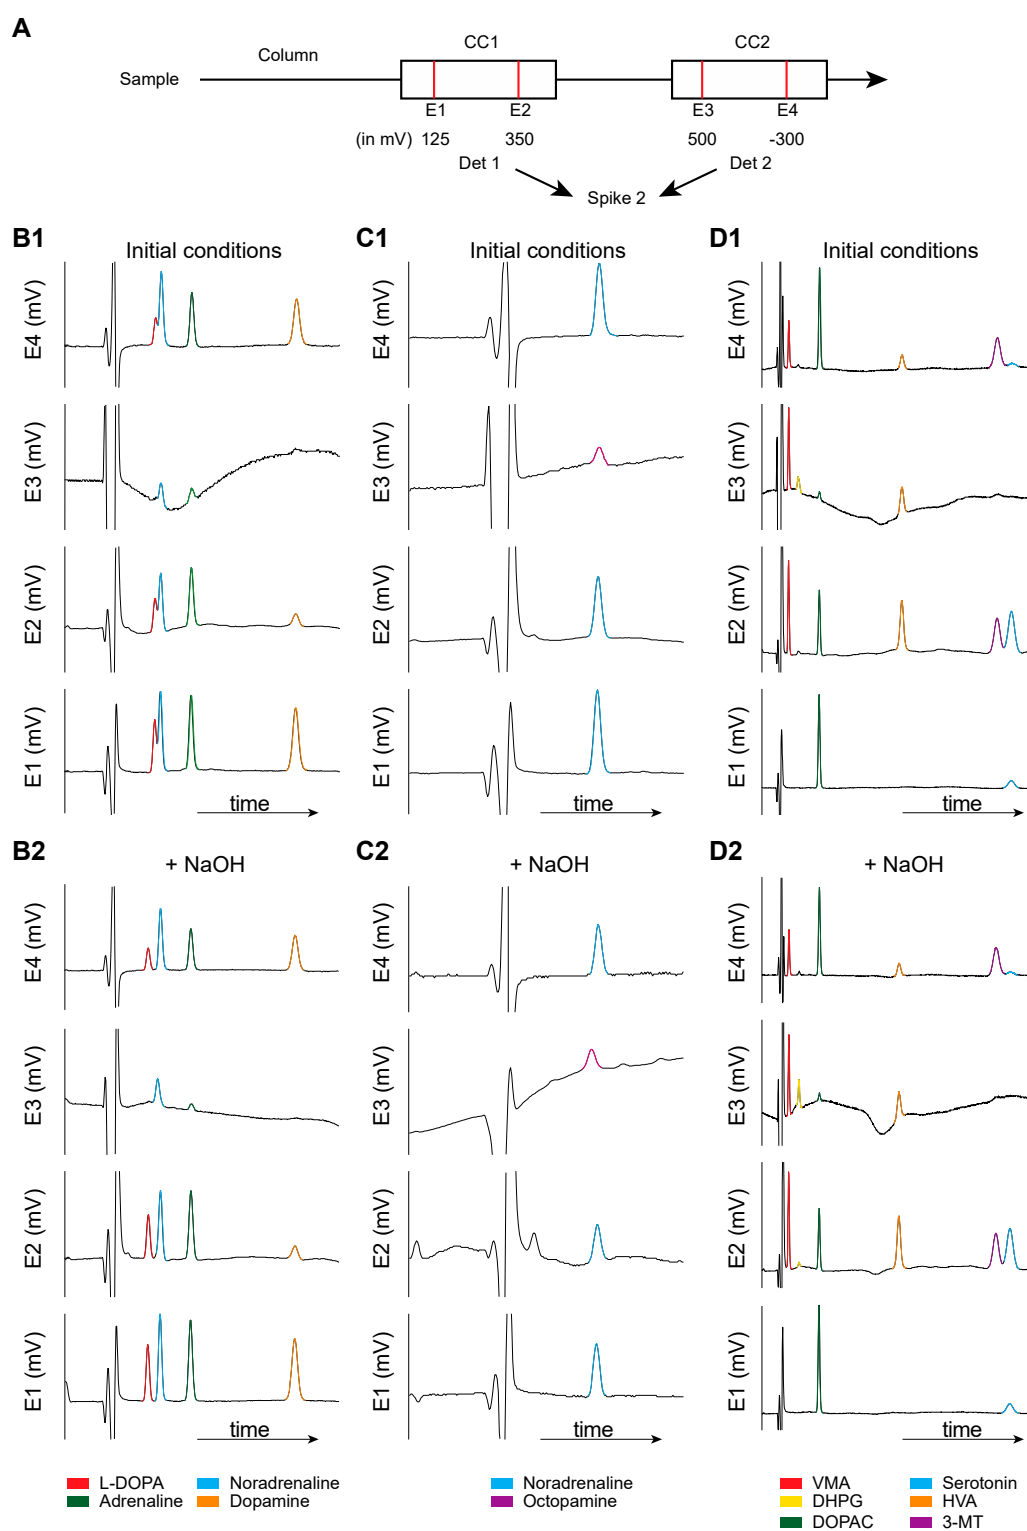 A
Sample
Column
CC1
CC2
E1
E2
E3
E4
(in mV)
125
350
500
-300
Det 1
Det 2
Spike 2
B1
Initial conditions
E4 (mV)
E3 (mV)
E2 (mV)
E1 (mV)
time
C1
Initial conditions
E4 (mV)
E3 (mV)
E2 (mV)
E1 (mV)
time
D1
Initial conditions
E4 (mV)
E3 (mV)
E2 (mV)
E1 (mV)
time
B2
+ NaOH
E4 (mV)
E3 (mV)
E2 (mV)
E1 (mV)
time
C2
+ NaOH
E4 (mV)
E3 (mV)
E2 (mV)
E1 (mV)
time
D2
+ NaOH
E4 (mV)
E3 (mV)
E2 (mV)
E1 (mV)
time
L-DOPA
Noradrenaline
Adrenaline
Dopamine
Noradrenaline
Octopamine
VMA
Serotonin
DHPG
HVA
DOPAC
3-MT